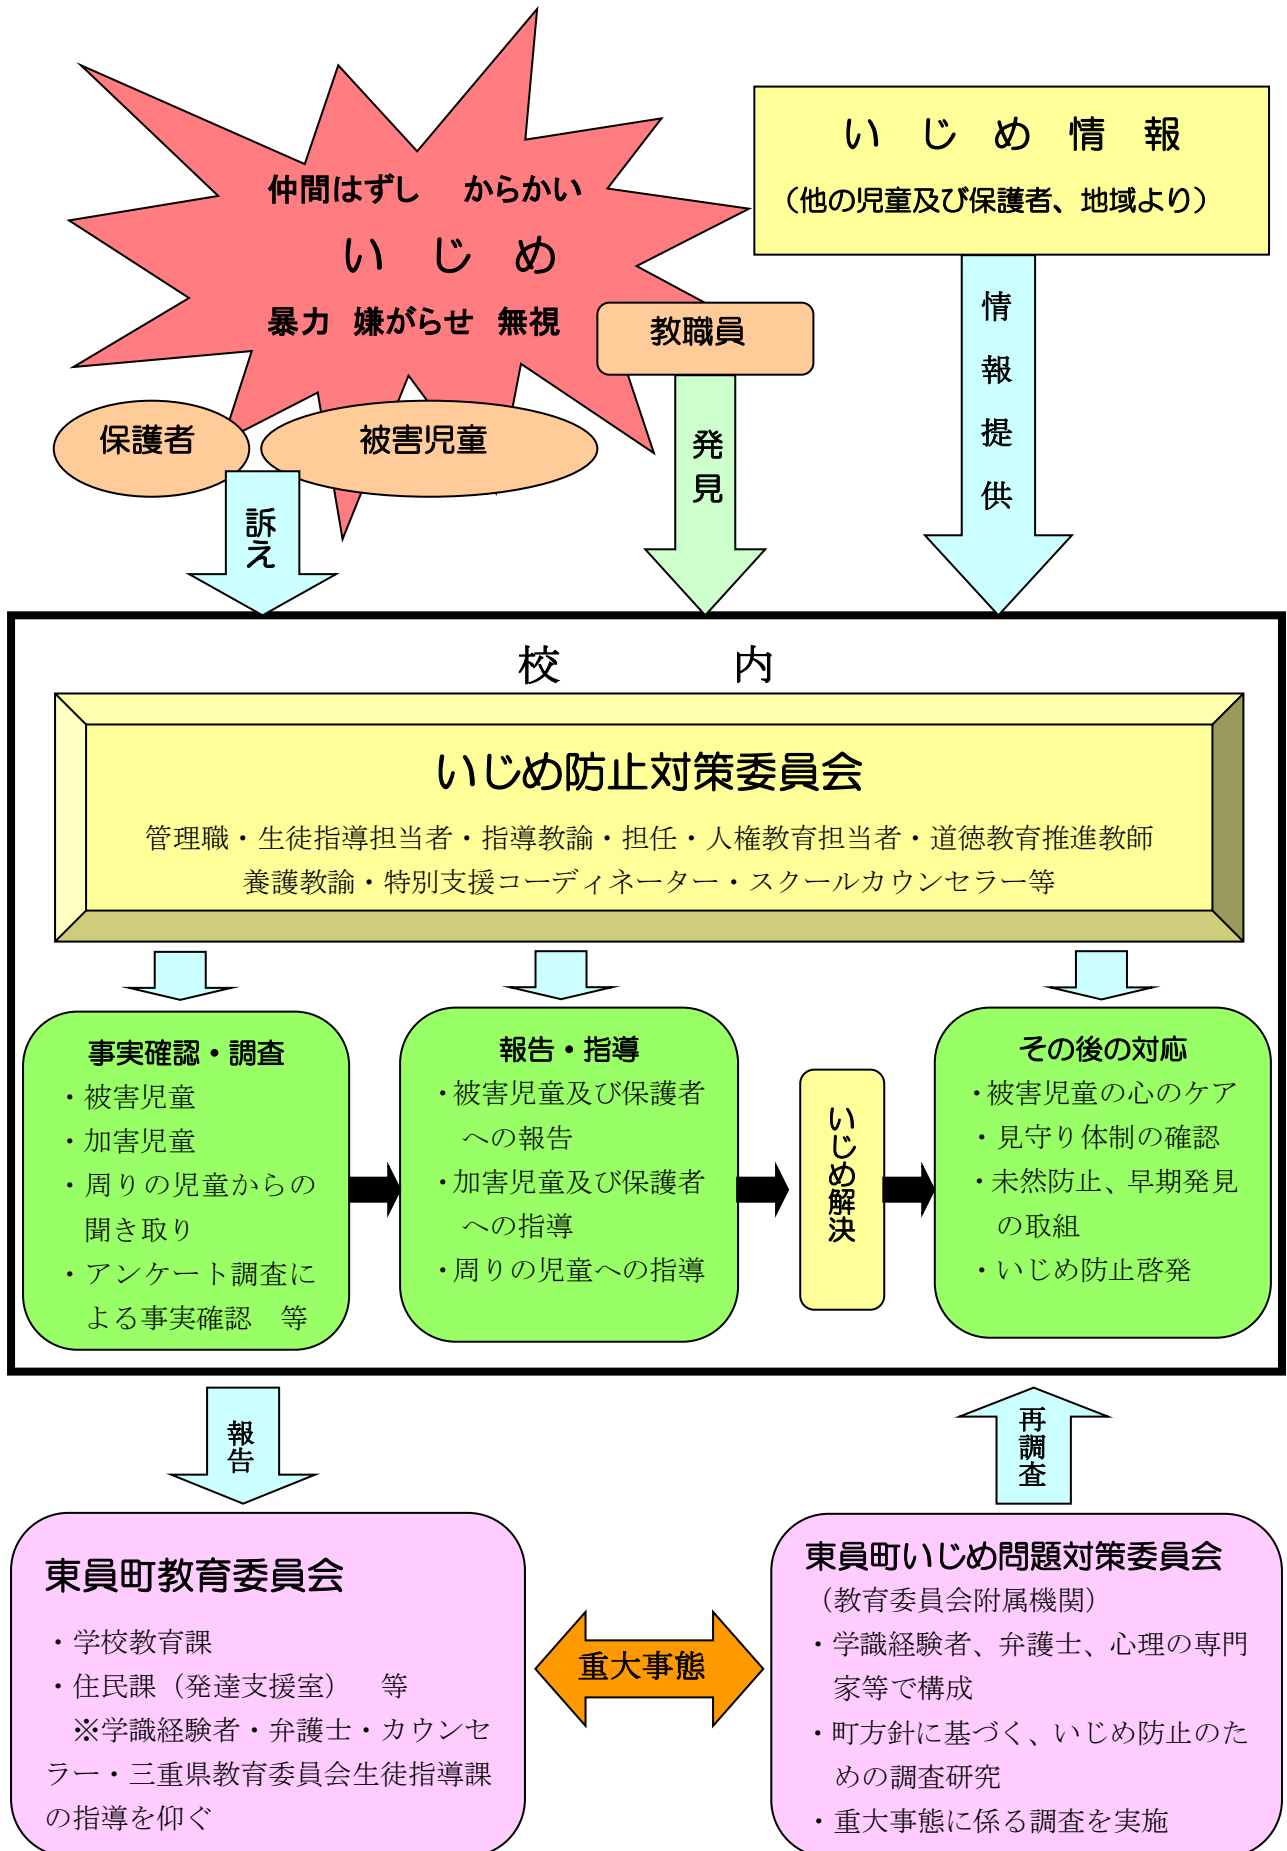 仲間はずし　からかい
い　じ　め
暴力　嫌がらせ　無視
い　じ　め　情　報
（他の児童及び保護者、地域より）
教職員
保護者
被害児童
訴え
発見
情報提供
校　内
いじめ防止対策委員会
管理職・生徒指導担当者・指導教諭・担任・人権教育担当者・道徳教育推進教師
養護教諭・特別支援コーディネーター・スクールカウンセラー等
事実確認・調査
・被害児童
・加害児童
・周りの児童からの
聞き取り
・アンケート調査に
よる事実確認　等
報告・指導
・被害児童及び保護者
への報告
・加害児童及び保護者
への指導
・周りの児童への指導
いじめ解決
その後の対応
・被害児童の心のケア
・見守り体制の確認
・未然防止、早期発見
の取組
・いじめ防止啓発
報告
再調査
東員町教育委員会
・学校教育課
・住民課（発達支援室）　等
※学識経験者・弁護士・カウンセ
ラー・三重県教育委員会生徒指導課
の指導を仰ぐ
重大事態
東員町いじめ問題対策委員会
（教育委員会附属機関）
・学識経験者、弁護士、心理の専門
家等で構成
・町方針に基づく、いじめ防止のた
めの調査研究
・重大事態に係る調査を実施